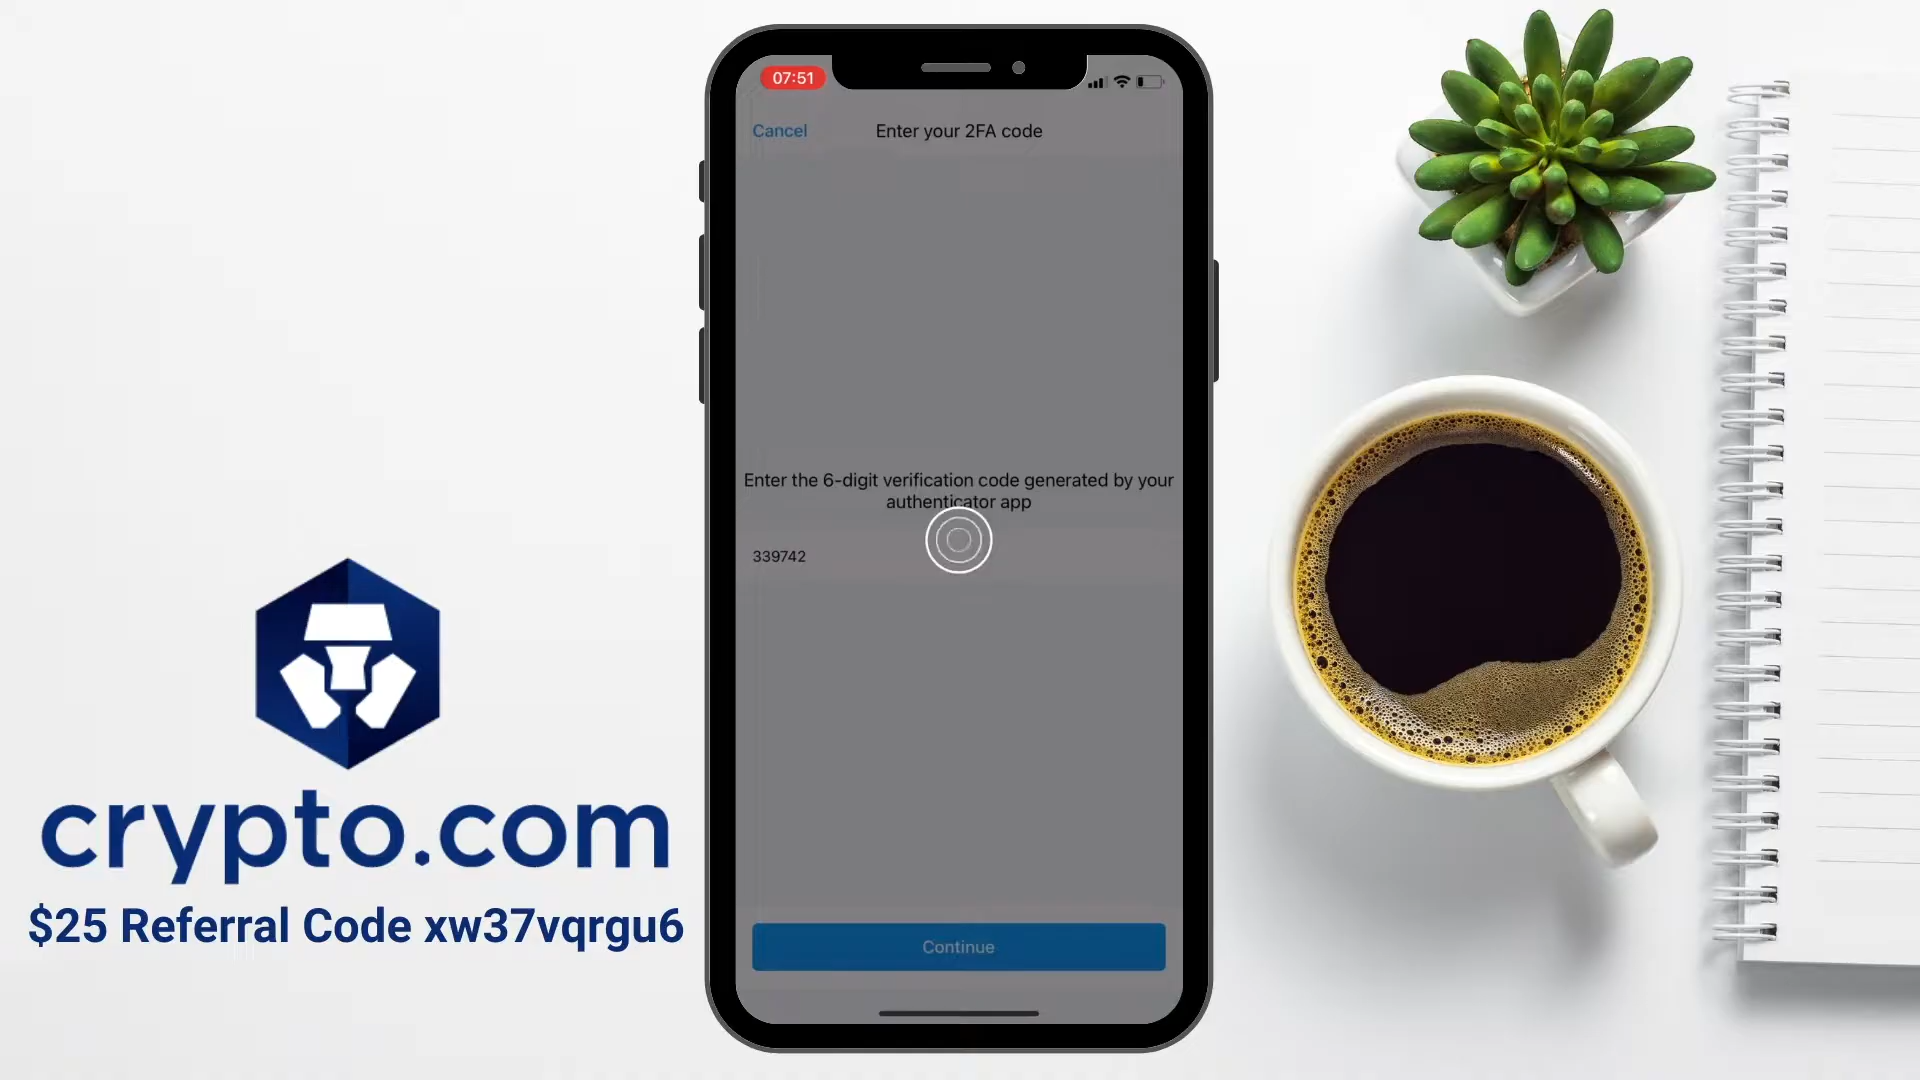 07:51
Cancel
Enter your 2FA code
Enter the 6-digit verification code generated by your
authenticator app
339742
Continue
crypto.com
$25 Referral Code xw37vqrgu6